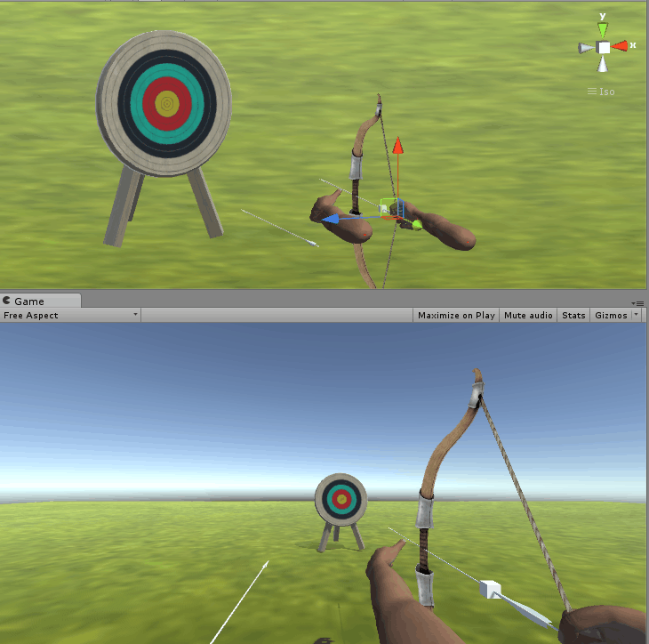 y
x
Iso
Game
Free Aspect
Maximize on Play
Mute audio
Stats
Gizmos